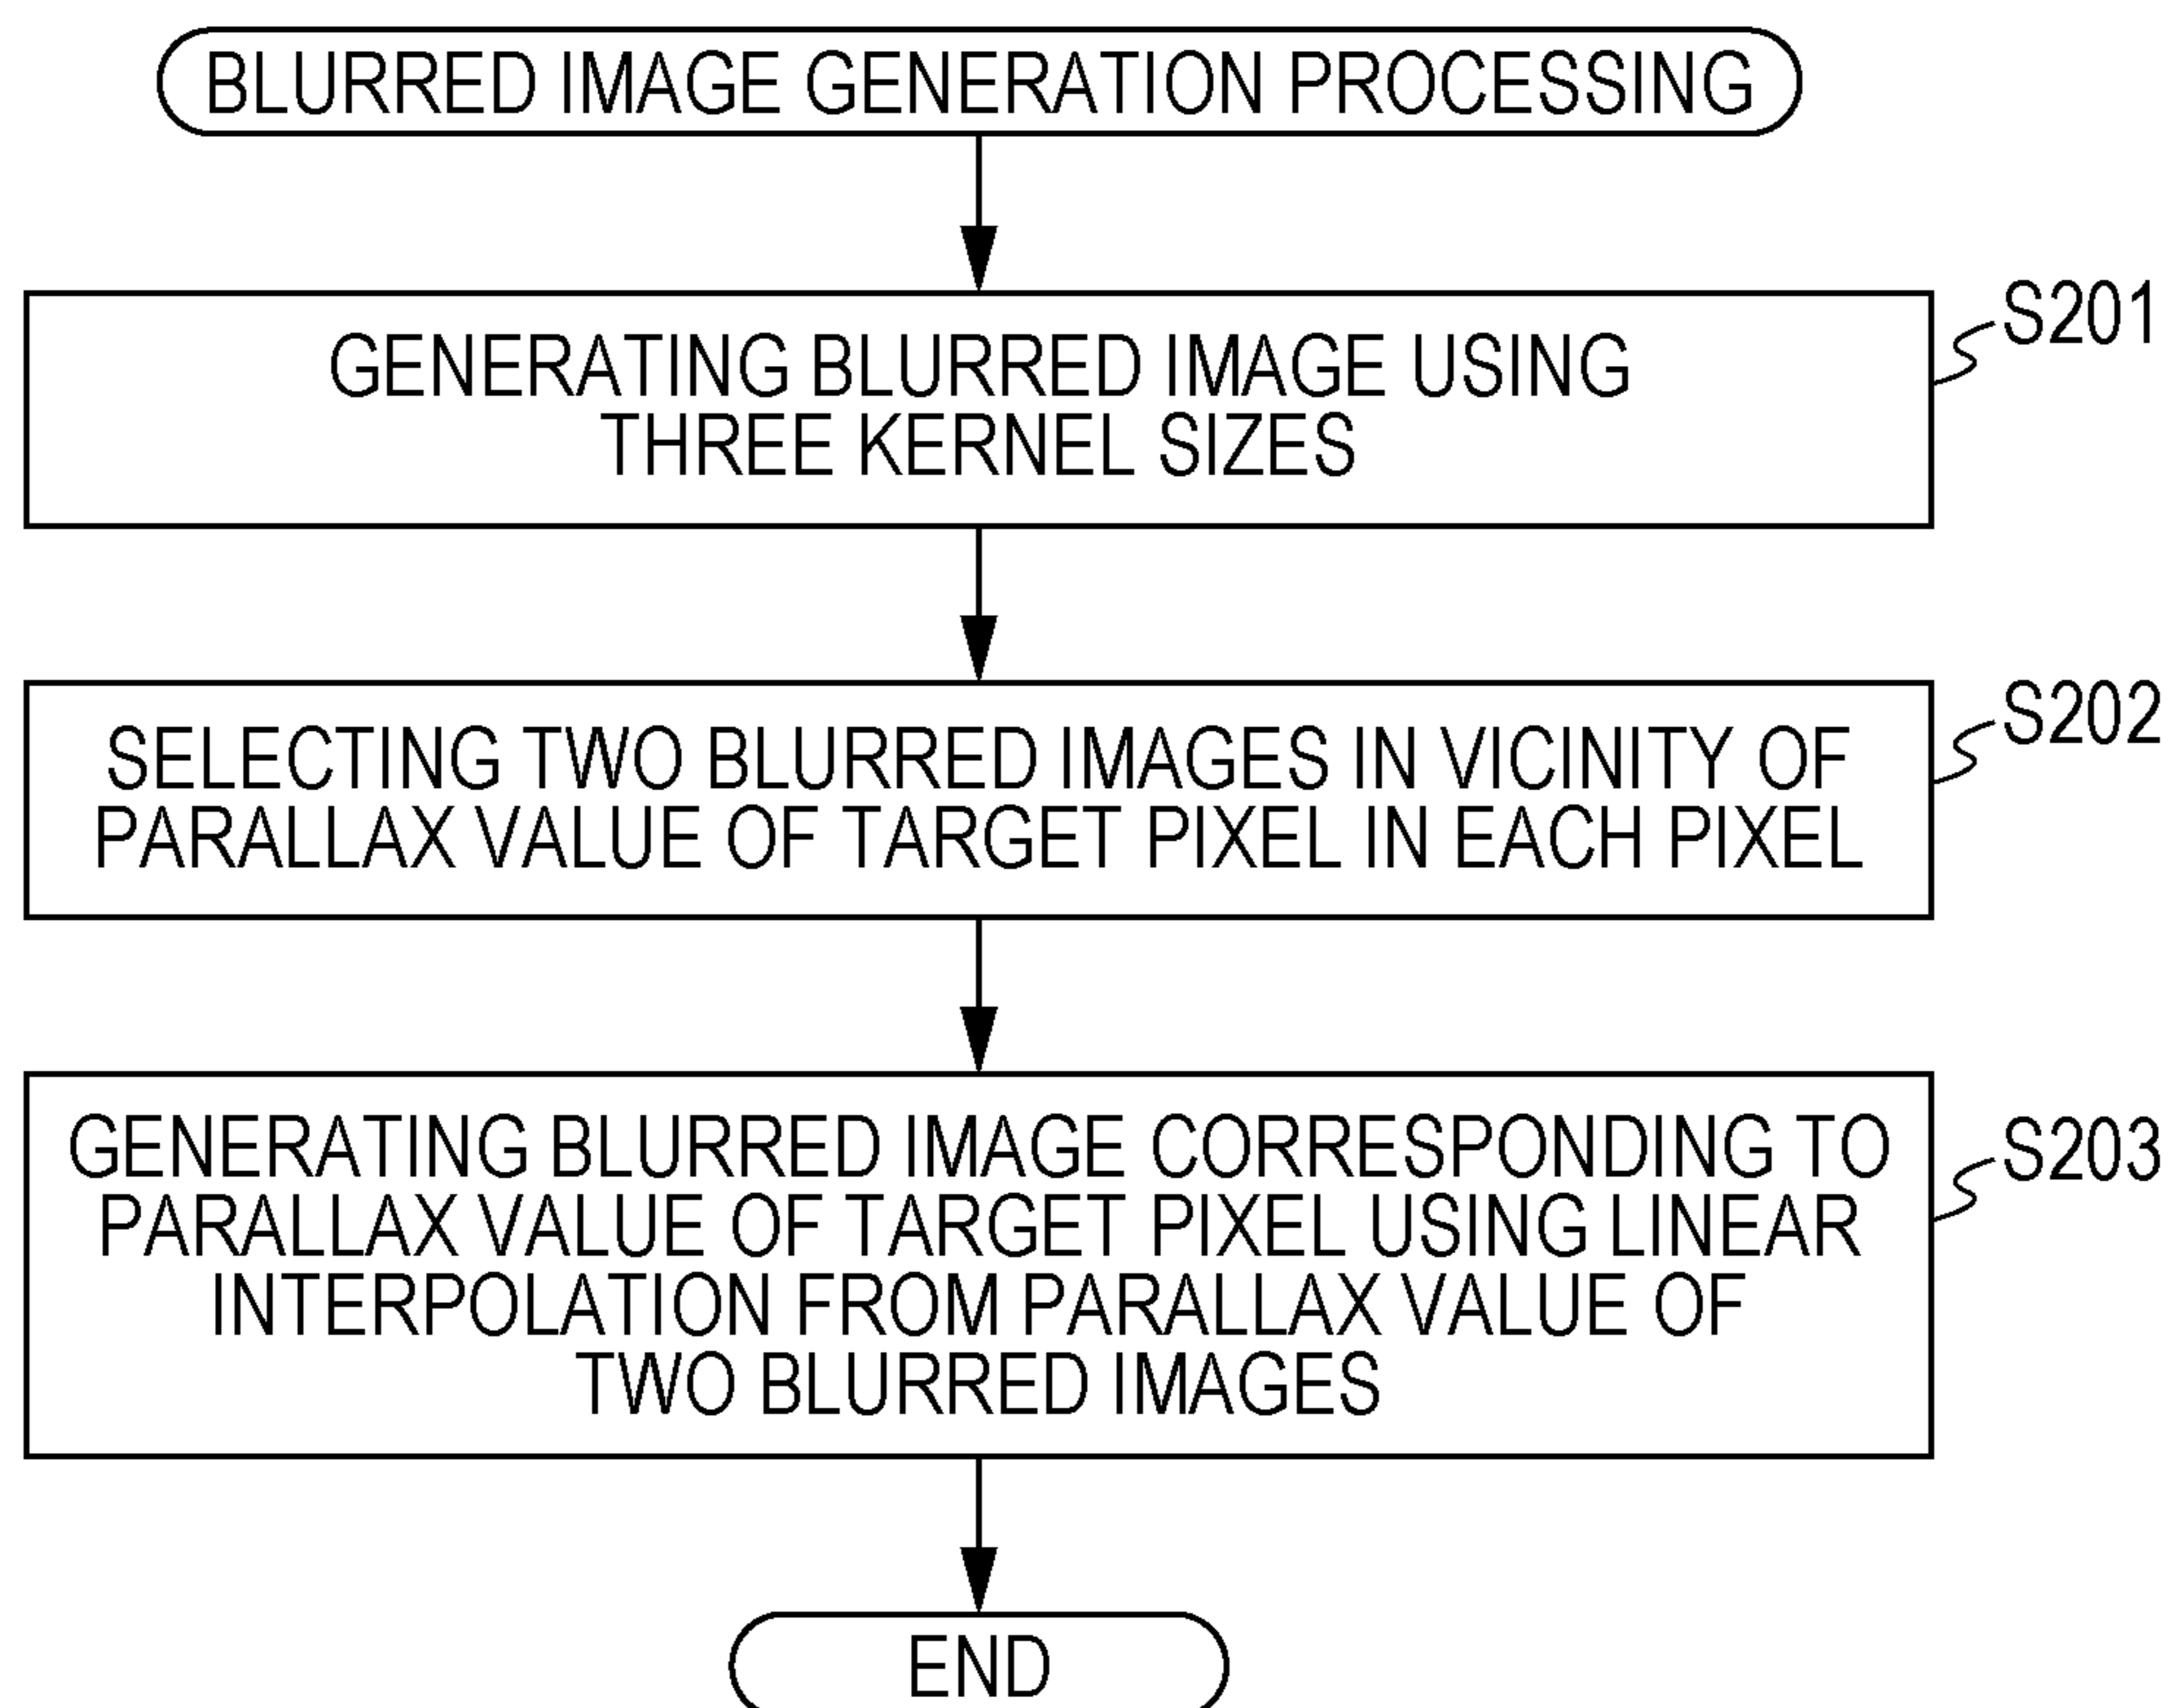 BLURRED IMAGE GENERATION PROCESSING
S201
GENERATING BLURRED IMAGE USING
THREE KERNEL SIZES
S202
SELECTING TWO BLURRED IMAGES IN VICINITY OF
PARALLAX VALUE OF TARGET PIXEL IN EACH PIXEL
S203
GENERATING BLURRED IMAGE CORRESPONDING TO
PARALLAX VALUE OF TARGET PIXEL USING LINEAR
INTERPOLATION FROM PARALLAX VALUE OF
TWO BLURRED IMAGES
END